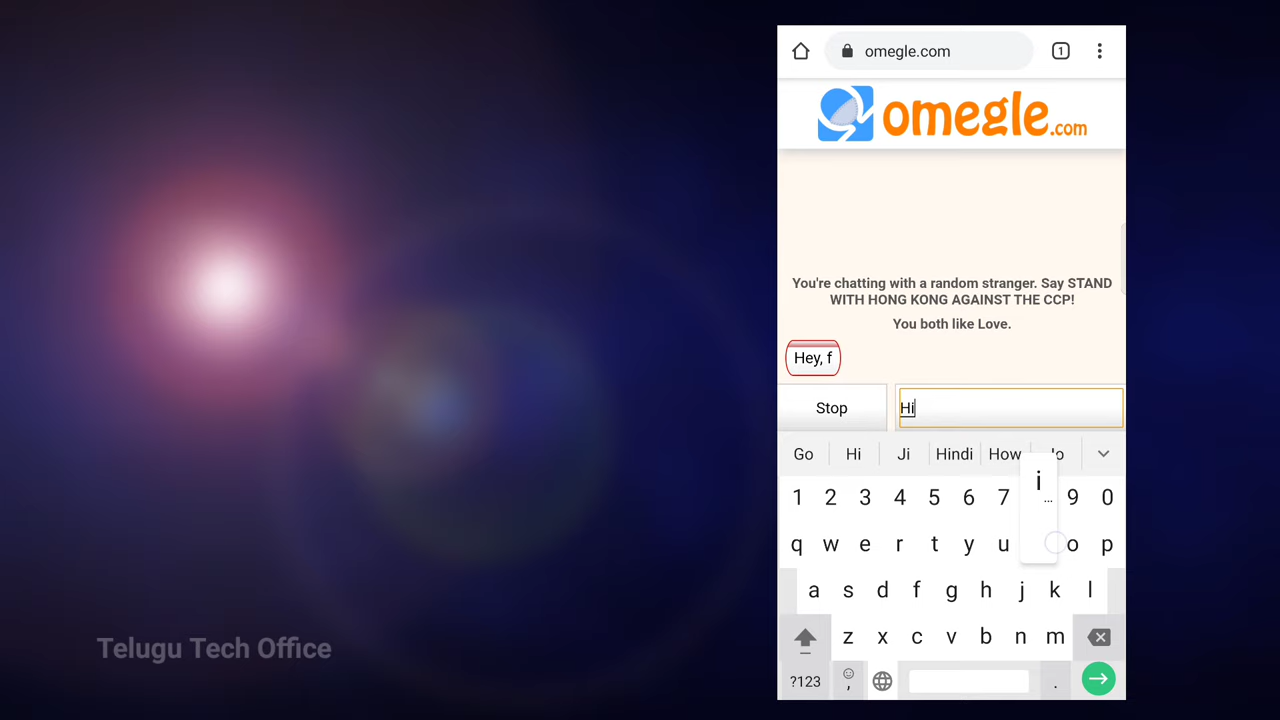 omegle.com
1
omegle.com
You're chatting with a random stranger. Say STAND
WITH HONG KONG AGAINST THE CCP!
You both like Love.
Hey, f
Stop
Hi
Go Hi Ji Hindi How
i
...
1 2 3 4 5 6 7 9 0
q w e r t y u o p
a s d f g h j k l
z x c v b n m
?123 , .
Telugu Tech Office